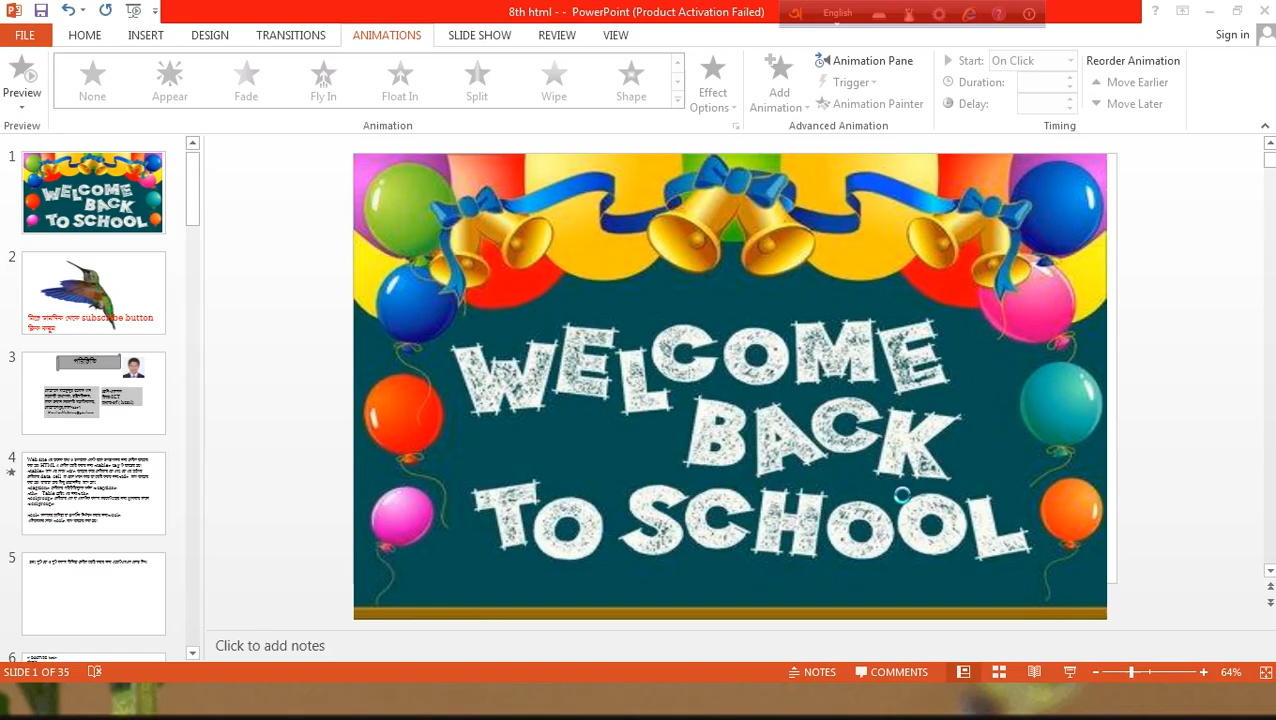 8th html - - PowerPoint (Product Activation Failed)
English
FILE HOME INSERT DESIGN TRANSITIONS ANIMATIONS SLIDE SHOW REVIEW VIEW
Sign in
Preview
None Appear Fade Fly In Float In Split Wipe Shape
Effect Options
Add Animation
Animation Pane
Trigger
Animation Painter
Start: On Click
Duration:
Delay:
Reorder Animation
Move Earlier
Move Later
Preview Animation Advanced Animation Timing
1
WELCOME
BACK
TO SCHOOL
2
subscribe button
3
4
5
6
WELCOME
BACK
TO SCHOOL
Click to add notes
SLIDE 1 OF 35
NOTES COMMENTS
64%